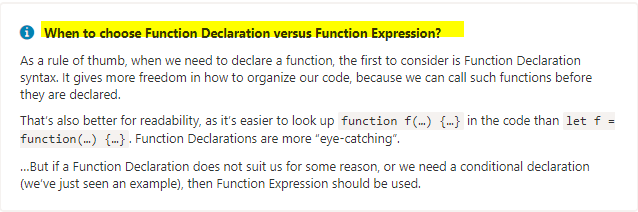 When to choose Function Declaration versus Function Expression?
As a rule of thumb, when we need to declare a function, the first to consider is Function Declaration
syntax. It gives more freedom in how to organize our code, because we can call such functions before
they are declared.
That's also better for readability, as it's easier to look up function f(…) {…} in the code than let f =
function(…) {…}. Function Declarations are more “eye-catching”.
…But if a Function Declaration does not suit us for some reason, or we need a conditional declaration
(we've just seen an example), then Function Expression should be used.